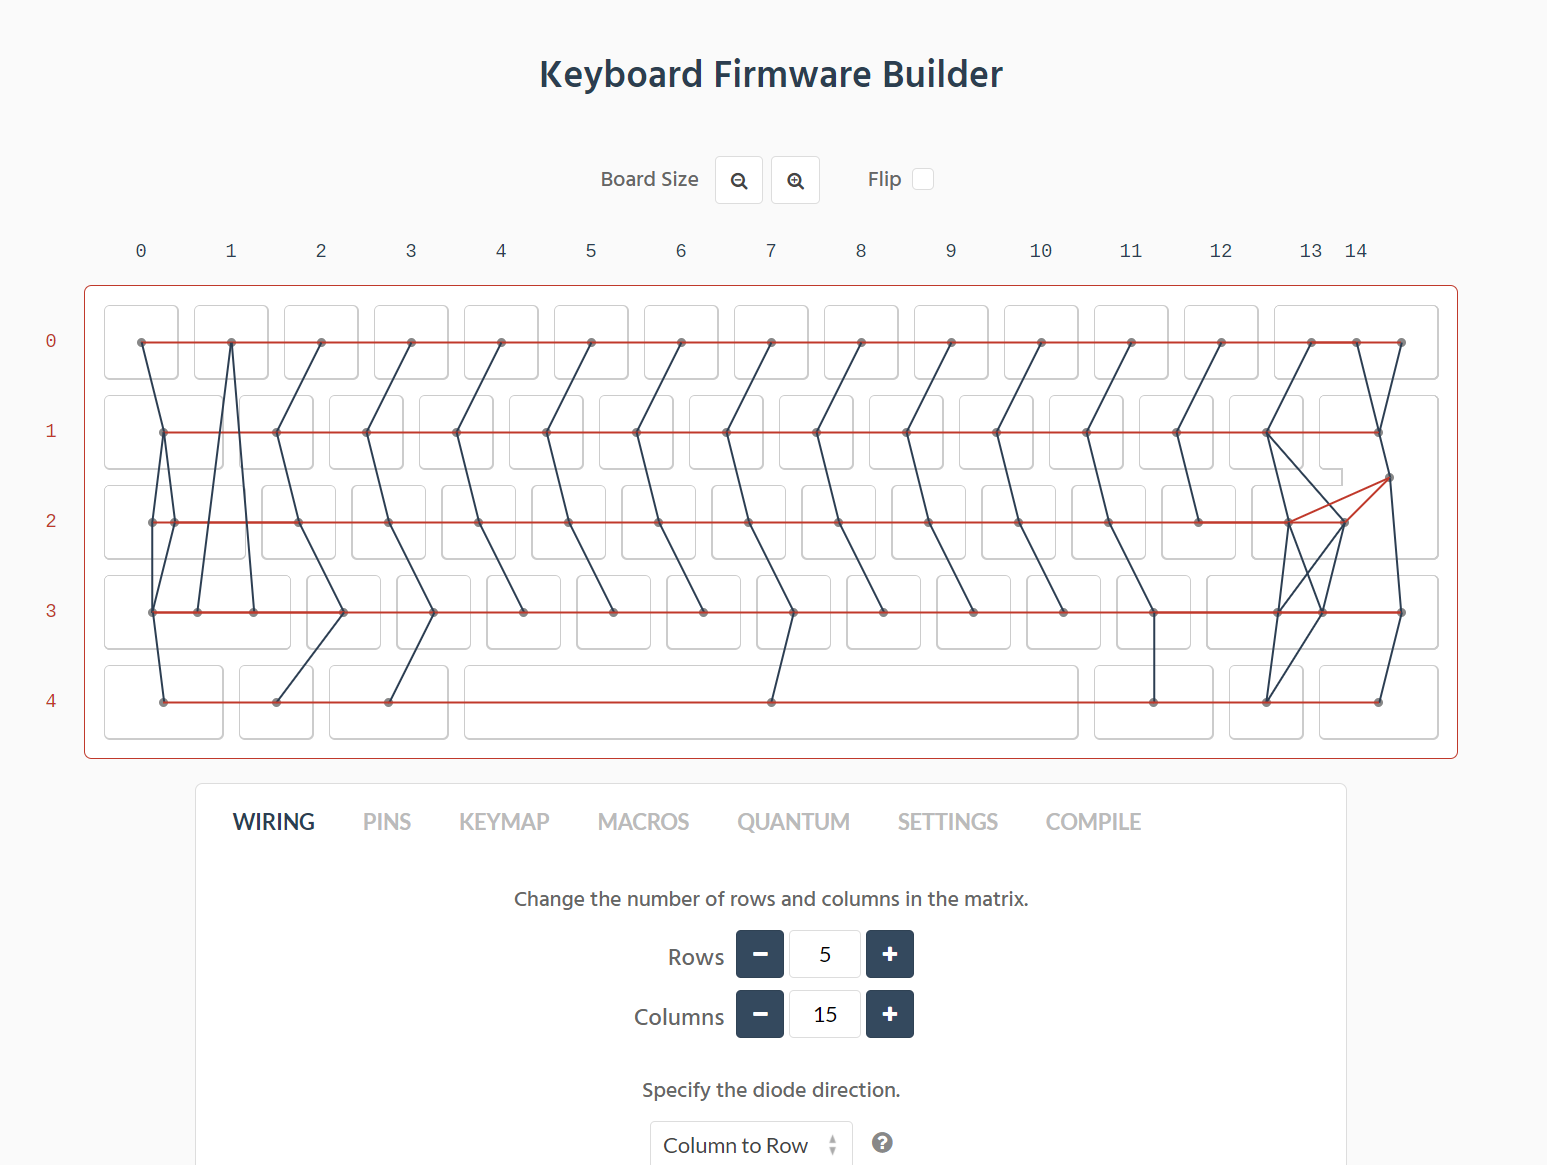 Keyboard Firmware Builder
Board Size Flip
0 1 2 3 4 5 6 7 8 9 10 11 12 13 14
0
1
2
3
4
WIRING PINS KEYMAP MACROS QUANTUM SETTINGS COMPILE
Change the number of rows and columns in the matrix.
Rows 5
Columns 15
Specify the diode direction.
Column to Row